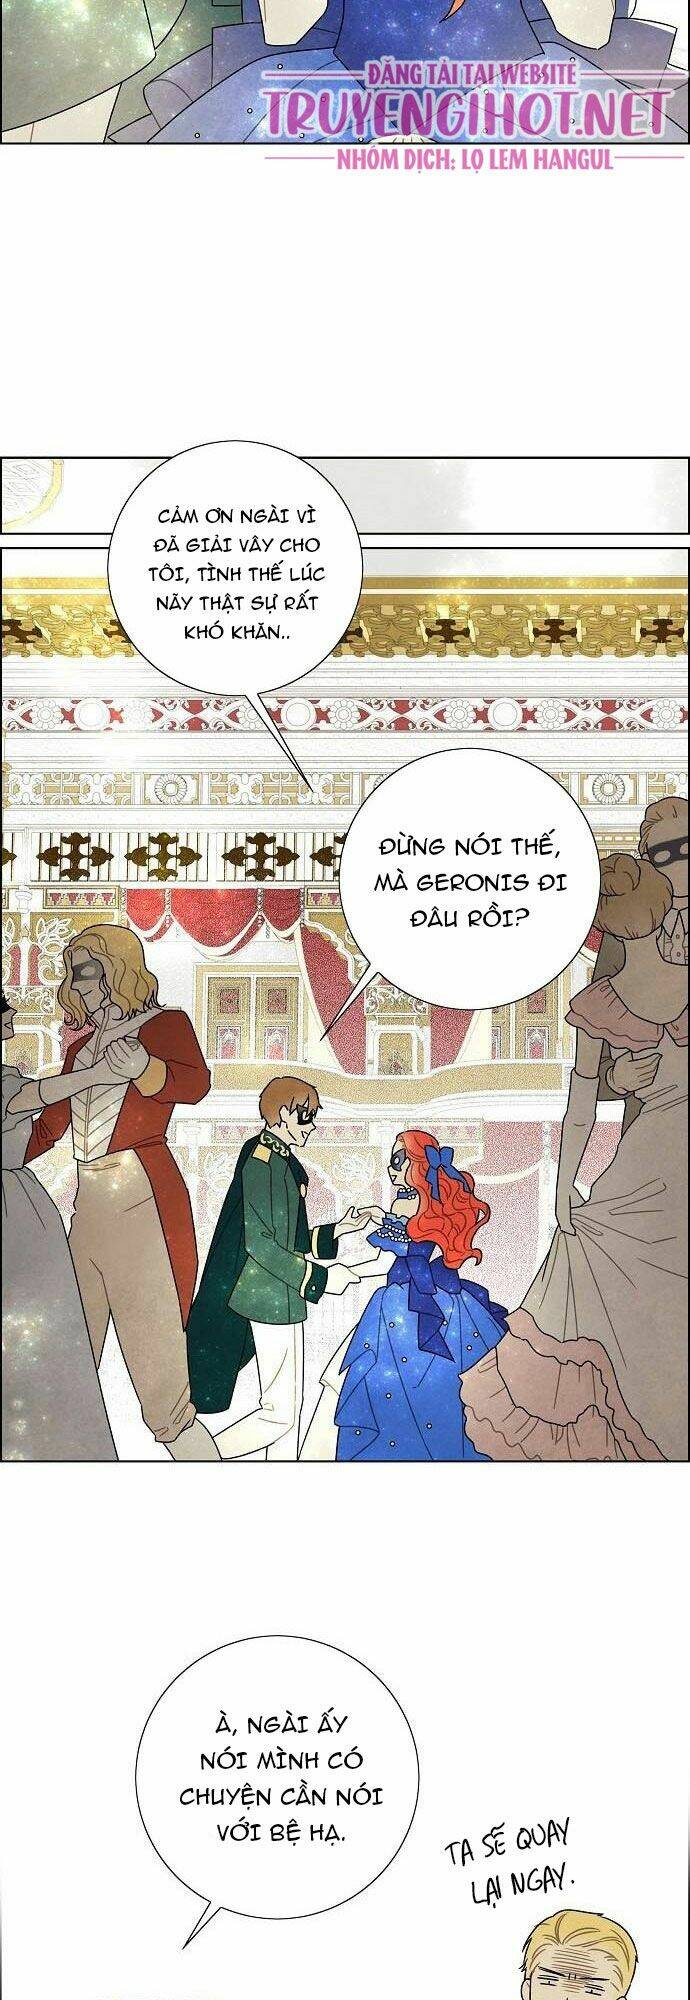 ĐĂNG TẢI TẠI WEBSITE
TRUYENGIHOT.NET
NHÓM DỊCH: LỌ LEM HANGUL
CẢM ƠN NGÀI VÌ
ĐÃ GIẢI VÂY CHO
TÔI, TÌNH THẾ LÚC
NÃY THẬT SỰ RẤT
KHÓ KHĂN..
ĐỪNG NÓI THẾ,
MÀ GERONIS ĐI
ĐÂU RỒI?
À, NGÀI ẤY
NÓI MÌNH CÓ
CHUYỆN CẦN NÓI
VỚI BỆ HẠ.
TA SẼ QUAY
LẠI NGAY.